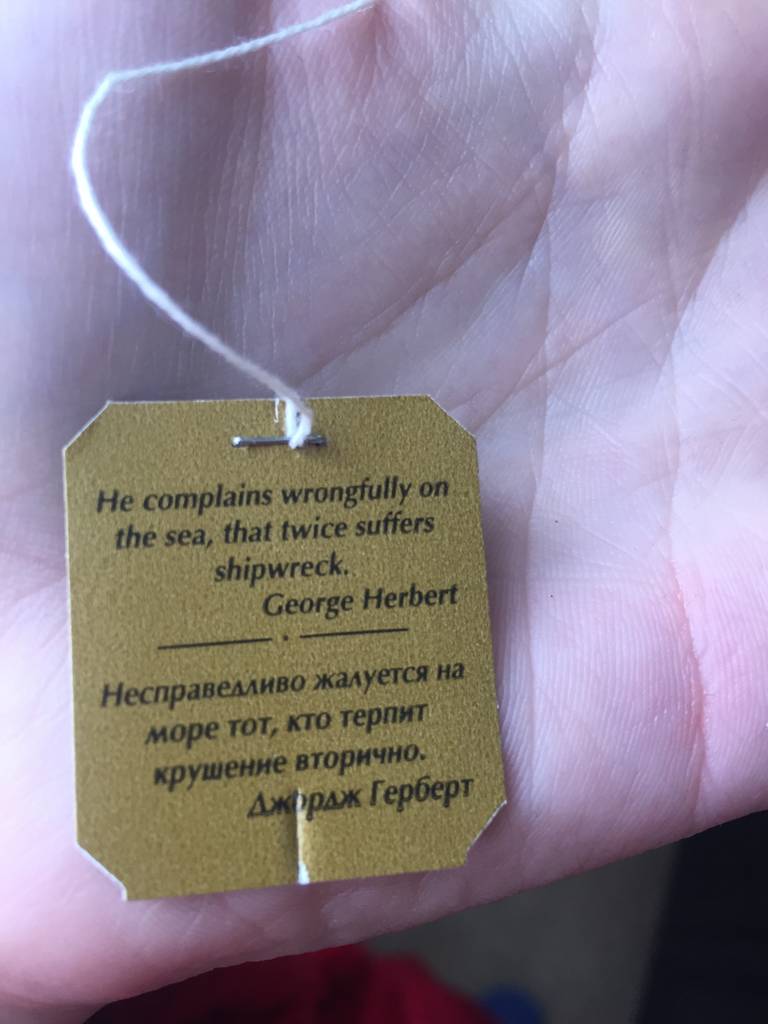 He complains wrongfully on
the sea, that twice suffers
shipwreck.
George Herbert
Несправедливо жалуется на
море тот, кто терпит
крушение вторично.
Джордж Герберт